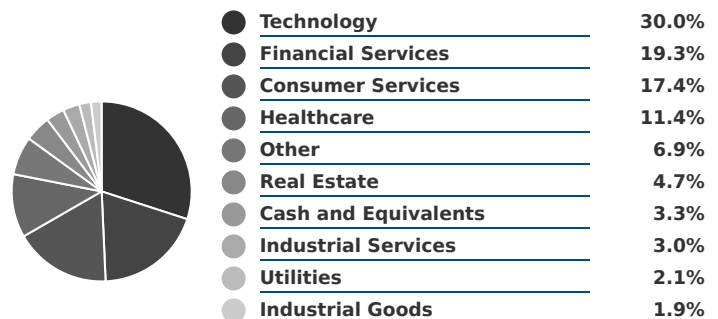 Technology 30.0%
Financial Services 19.3%
Consumer Services 17.4%
Healthcare 11.4%
Other 6.9%
Real Estate 4.7%
Cash and Equivalents 3.3%
Industrial Services 3.0%
Utilities 2.1%
Industrial Goods 1.9%